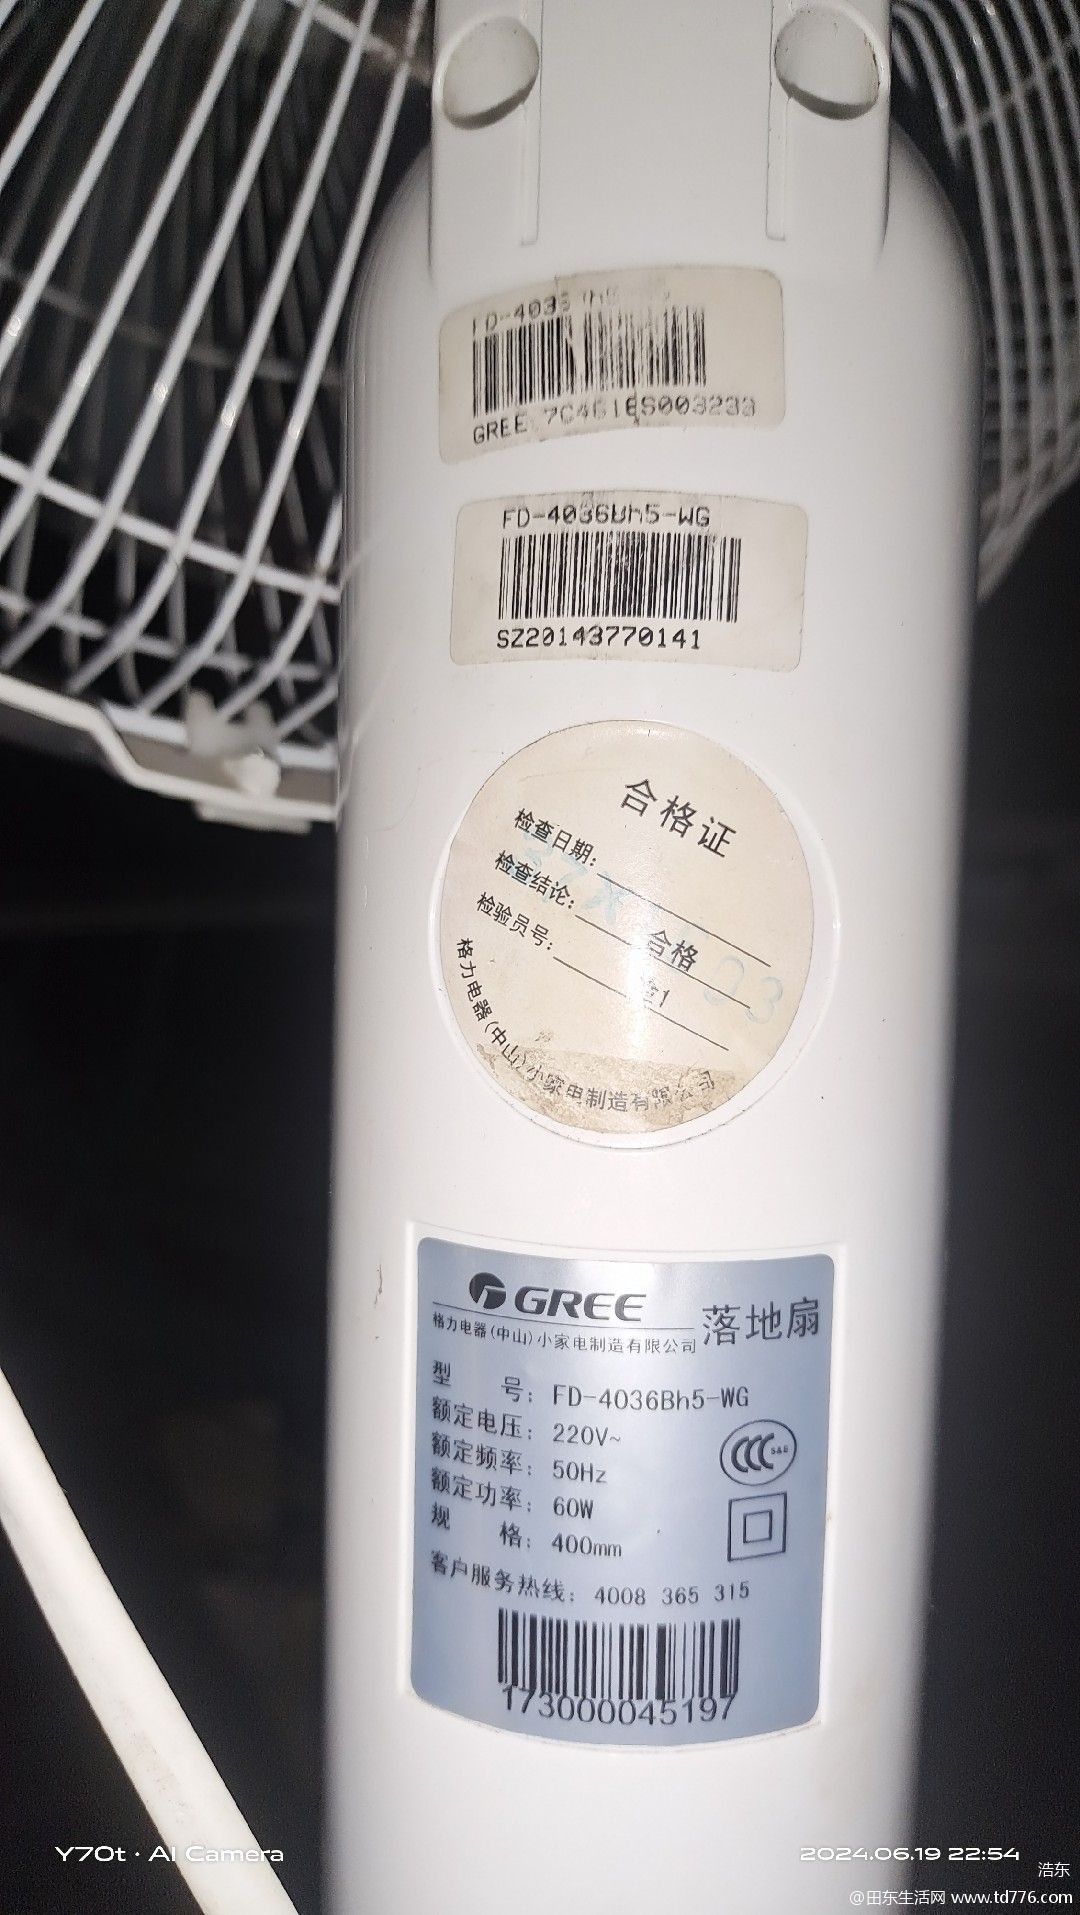 FD-4036
GREE 7C461ES003233
FD-4036Bh5-WG
SZ20143770141
合格证
检查日期:
检查结论: 合格
检验员号:
格力电器(中山)小家电制造有限公司
GREE 落地扇
格力电器(中山)小家电制造有限公司
型 号: FD-4036Bh5-WG
额定电压: 220V~
额定频率: 50Hz
额定功率: 60W
规 格: 400mm
CCC S&E
客户服务热线: 4008 365 315
173000045197
Y70t · AI Camera
2024.06.19 22:54
浩东
@田东生活网 www.td776.com